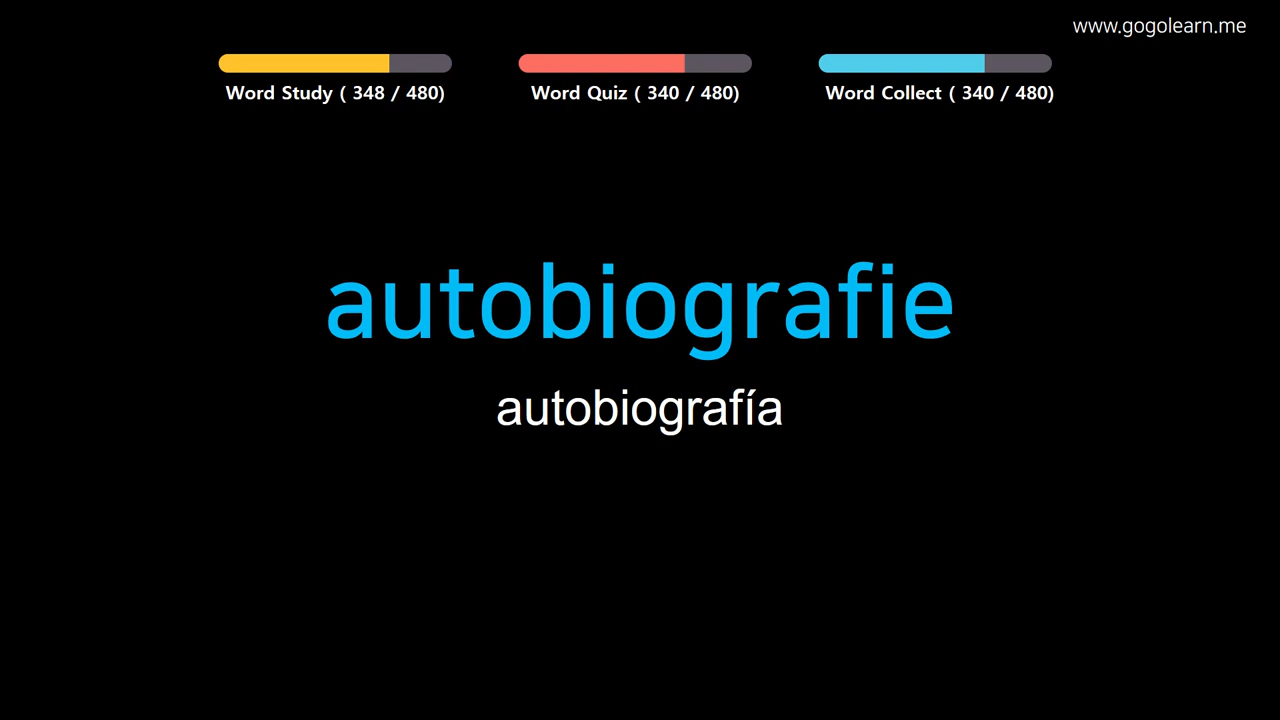 www.gogolearn.me
Word Study ( 348 / 480)
Word Quiz ( 340 / 480)
Word Collect ( 340 / 480)
autobiografie
autobiografía